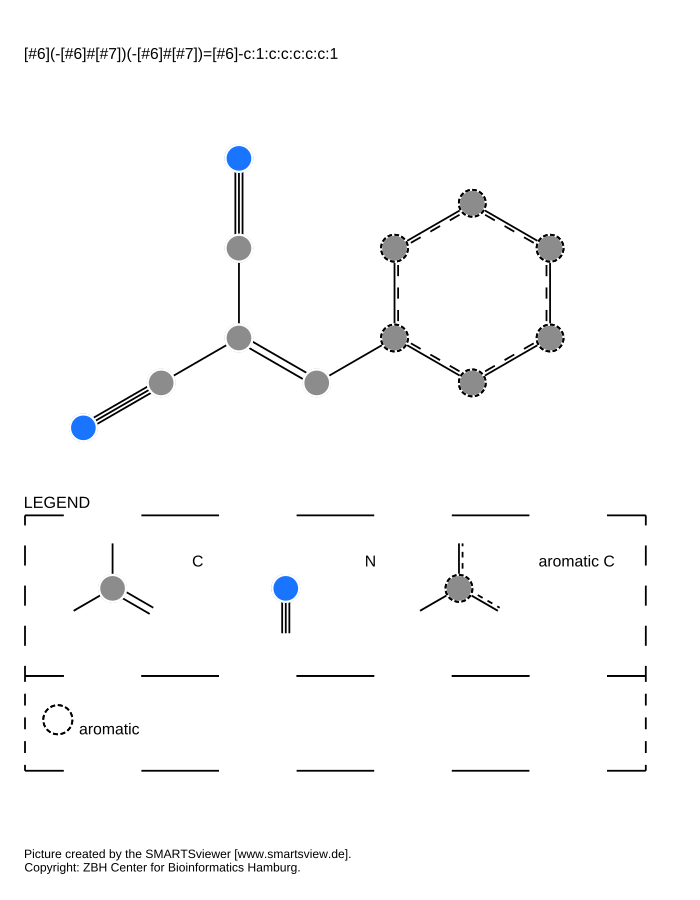 [#6](-[#6]#[#7])(-[#6]#[#7])=[#6]-c:1:c:c:c:c:c:1
LEGEND
C
N
aromatic C
aromatic
Picture created by the SMARTSviewer [www.smartsview.de].
Copyright: ZBH Center for Bioinformatics Hamburg.